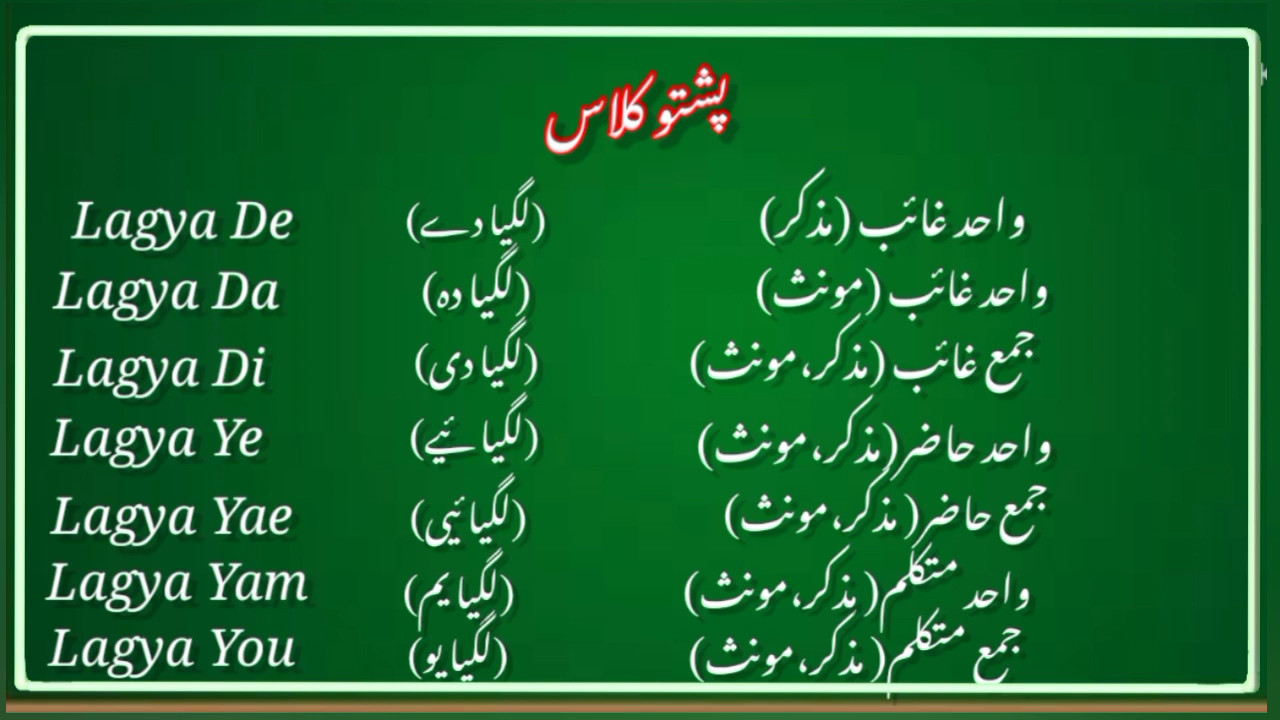 پشتو کلاس
واحد غائب (مذکر) (لگیا دے) Lagya De
واحد غائب (مونث) (لگیا دہ) Lagya Da
جمع غائب (مذکر، مونث) (لگیا دی) Lagya Di
واحد حاضر (مذکر، مونث) (لگیا ئیے) Lagya Ye
جمع حاضر (مذکر، مونث) (لگیا ئیی) Lagya Yae
واحد متکلم (مذکر، مونث) (لگیا یم) Lagya Yam
جمع متکلم (مذکر، مونث) (لگیا یو) Lagya You